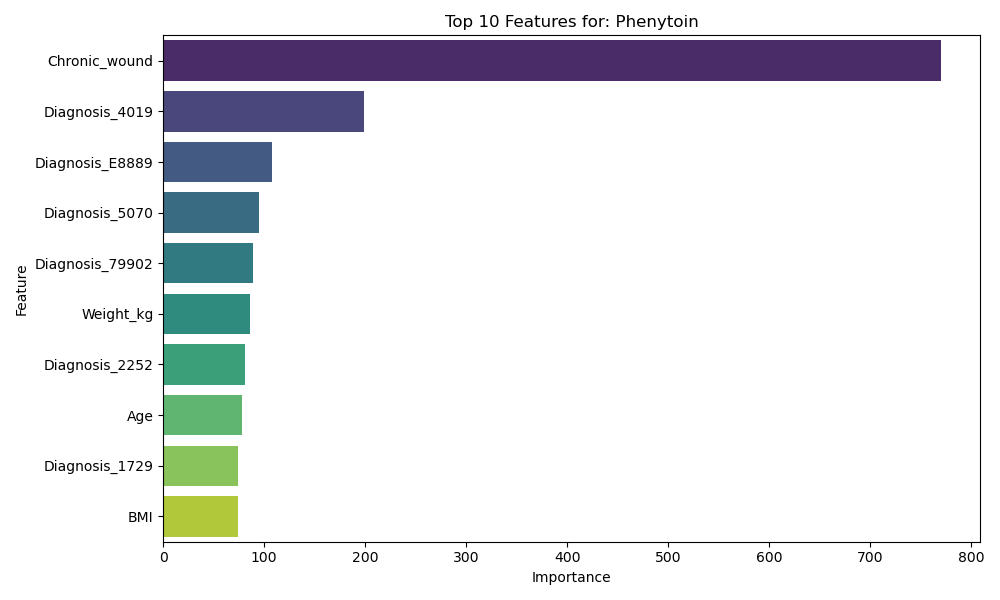 Top 10 Features for: Phenytoin
Feature
Chronic_wound
Diagnosis_4019
Diagnosis_E8889
Diagnosis_5070
Diagnosis_79902
Weight_kg
Diagnosis_2252
Age
Diagnosis_1729
BMI
0 100 200 300 400 500 600 700 800
Importance